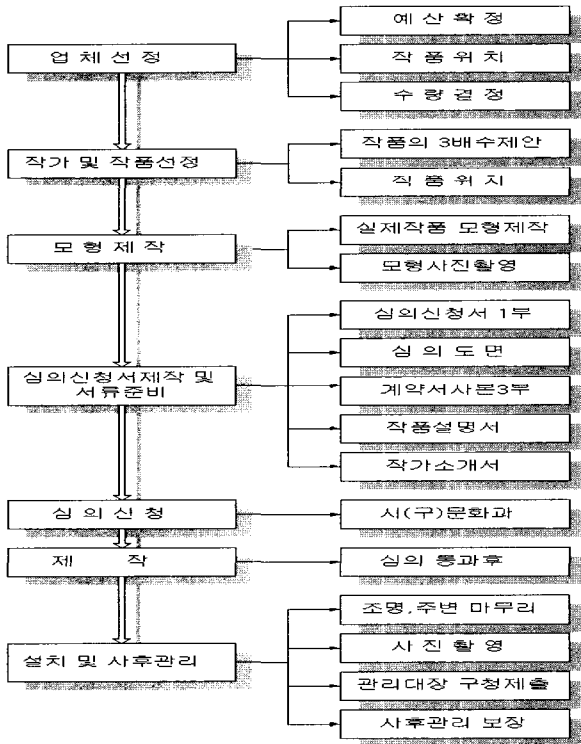 업 체 선 정
예 산 확 정
작 품 위 치
수 량 결 정
작가 및 작품선정
작품의 3배수제안
작 품 위 치
모 형 제 작
실제작품 모형제작
모형사진촬영
심의신청서제작 및
서류준비
심의신청서 1부
심 의 도 면
계약서사본3부
작품설명서
작가소개서
심 의 신 청
시(구)문화과
제 작
심의 통과후
설치 및 사후관리
조명,주변 마무리
사 진 촬 영
관리대장 구청제출
사후관리 보장